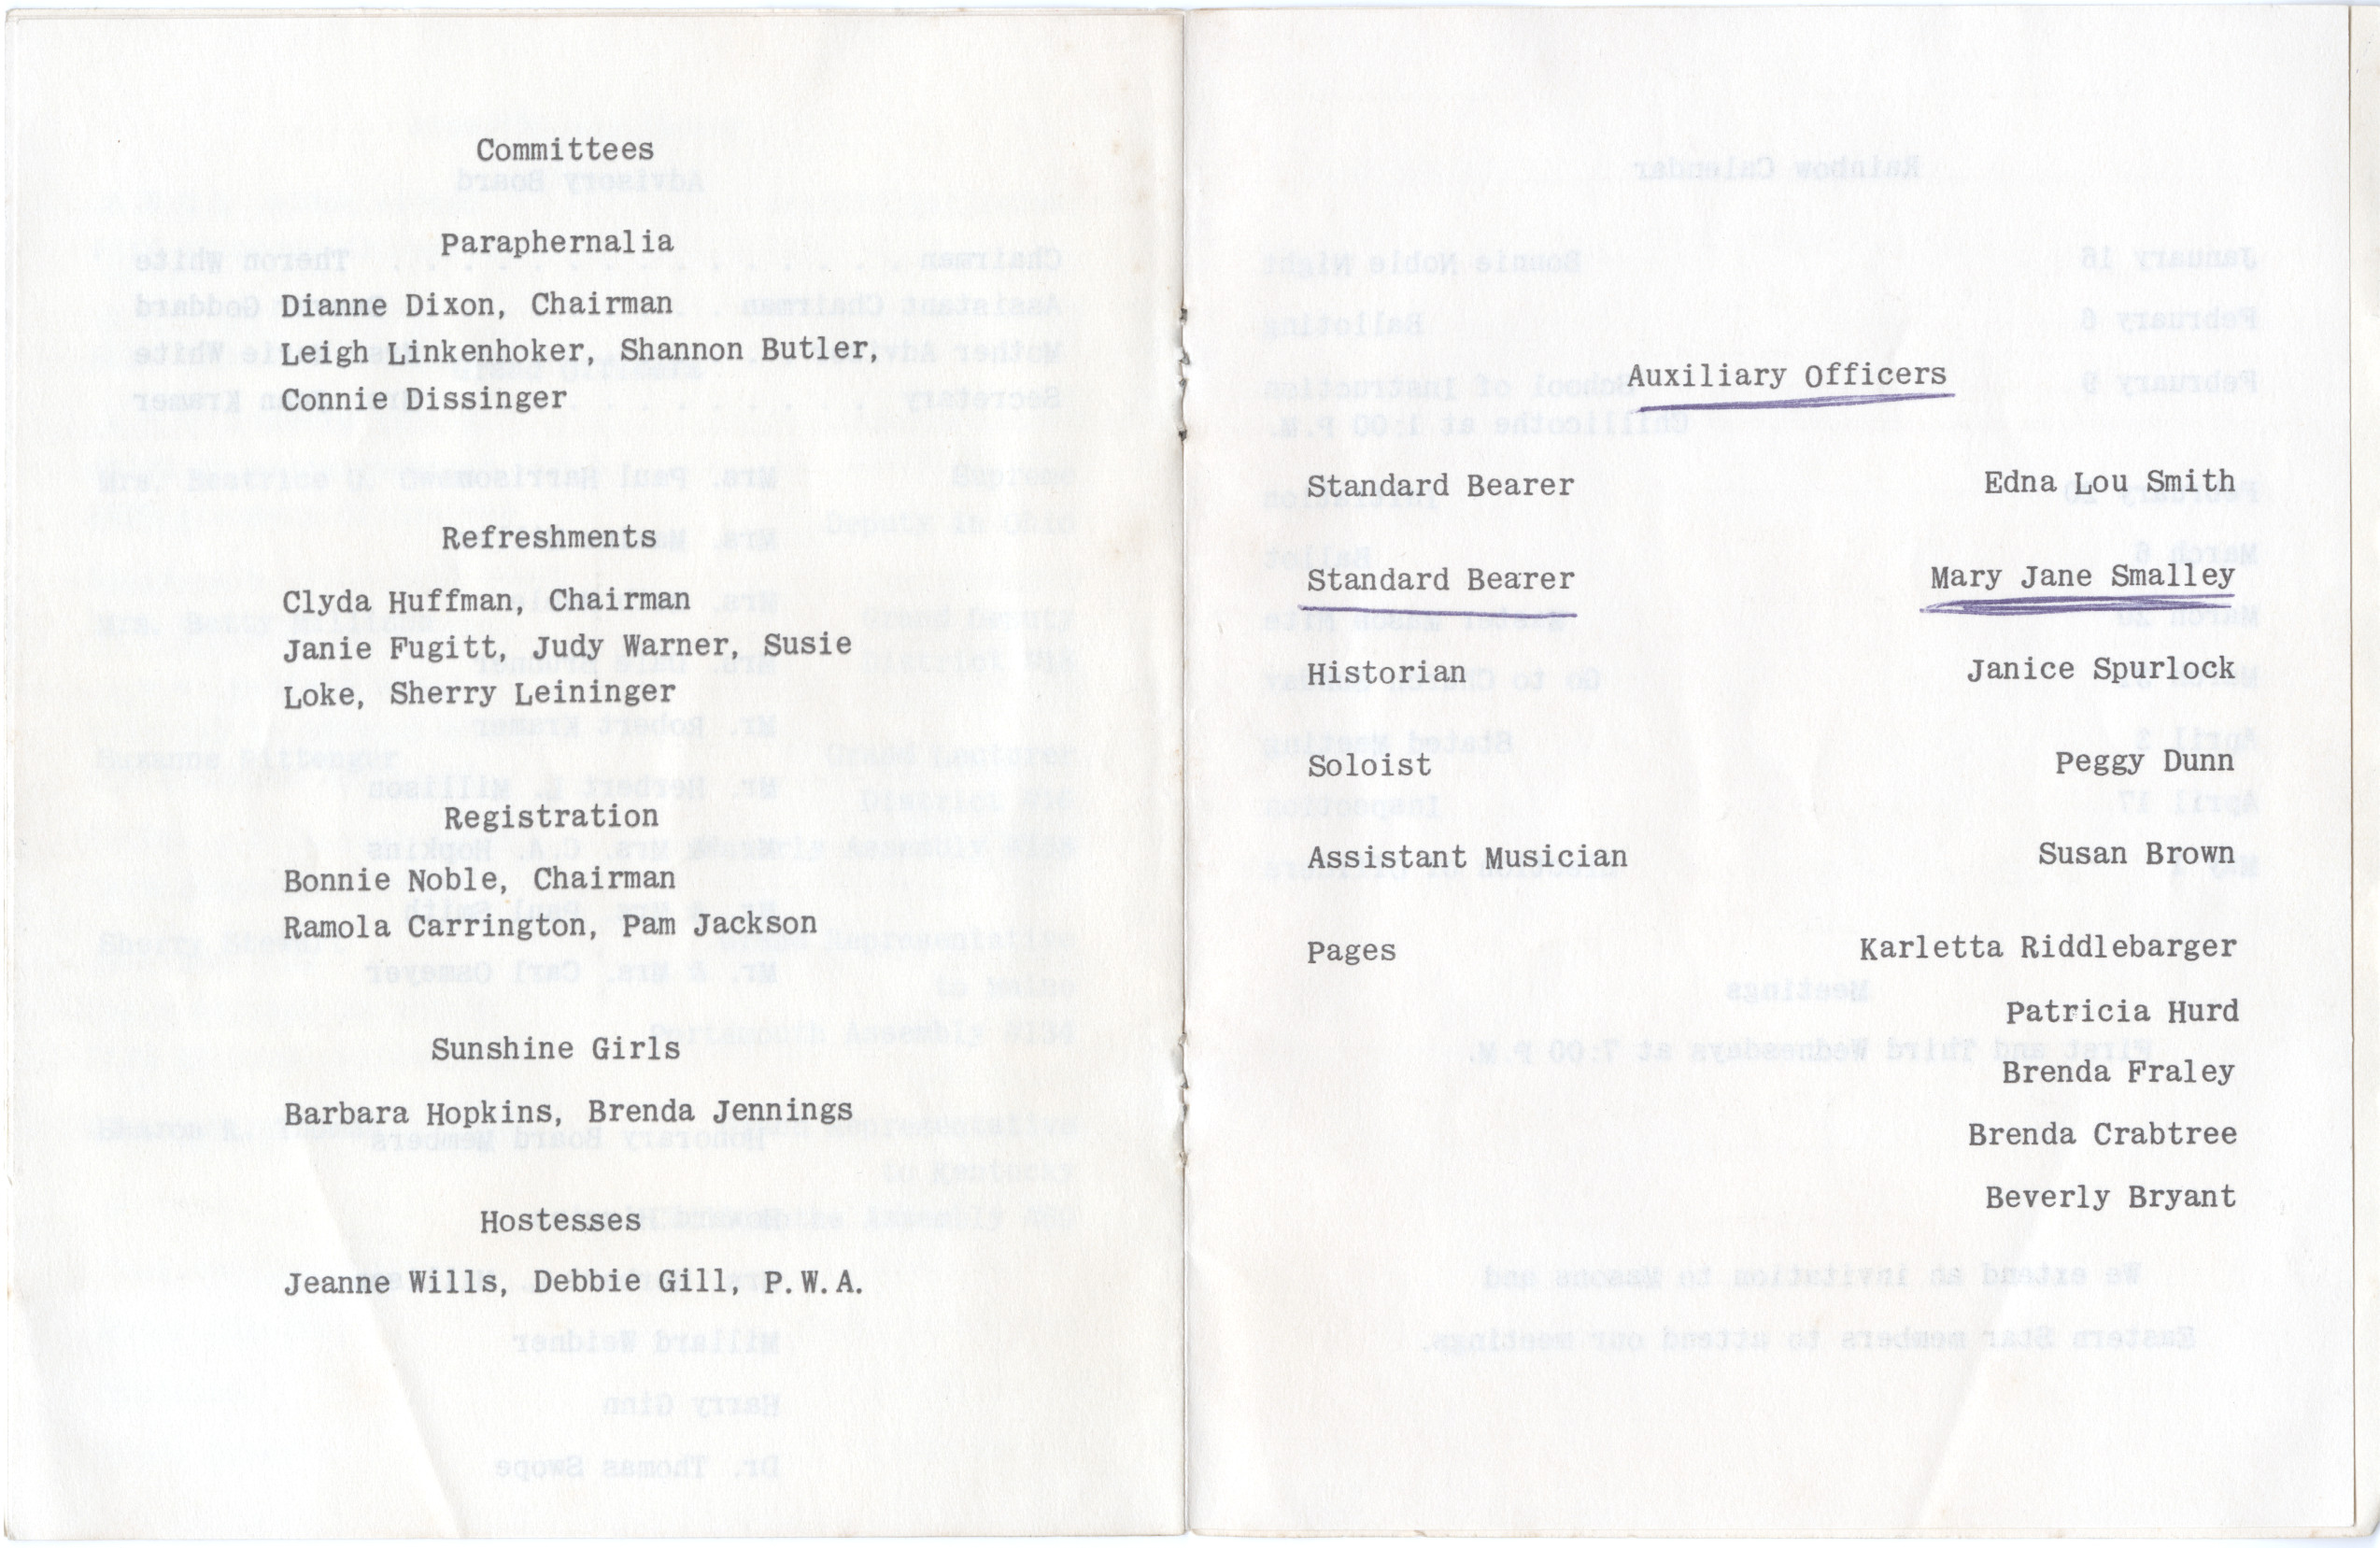 Committees
Paraphernalia
Dianne Dixon, Chairman
Leigh Linkenhoker, Shannon Butler,
Connie Dissinger
Refreshments
Clyda Huffman, Chairman
Janie Fugitt, Judy Warner, Susie
Loke, Sherry Leininger
Registration
Bonnie Noble, Chairman
Ramola Carrington, Pam Jackson
Sunshine Girls
Barbara Hopkins, Brenda Jennings
Hostesses
Jeanne Wills, Debbie Gill, P.W.A.
Auxiliary Officers
Standard Bearer Edna Lou Smith
Standard Bearer Mary Jane Smalley
Historian Janice Spurlock
Soloist Peggy Dunn
Assistant Musician Susan Brown
Pages Karletta Riddlebarger
Patricia Hurd
Brenda Fraley
Brenda Crabtree
Beverly Bryant